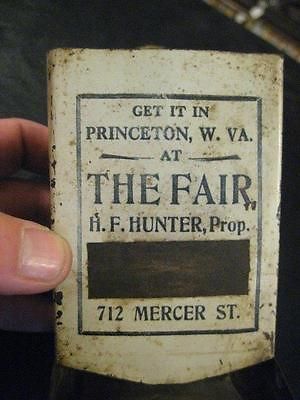 GET IT IN
PRINCETON, W. VA.
AT
THE FAIR
H. F. HUNTER, Prop.
712 MERCER ST.